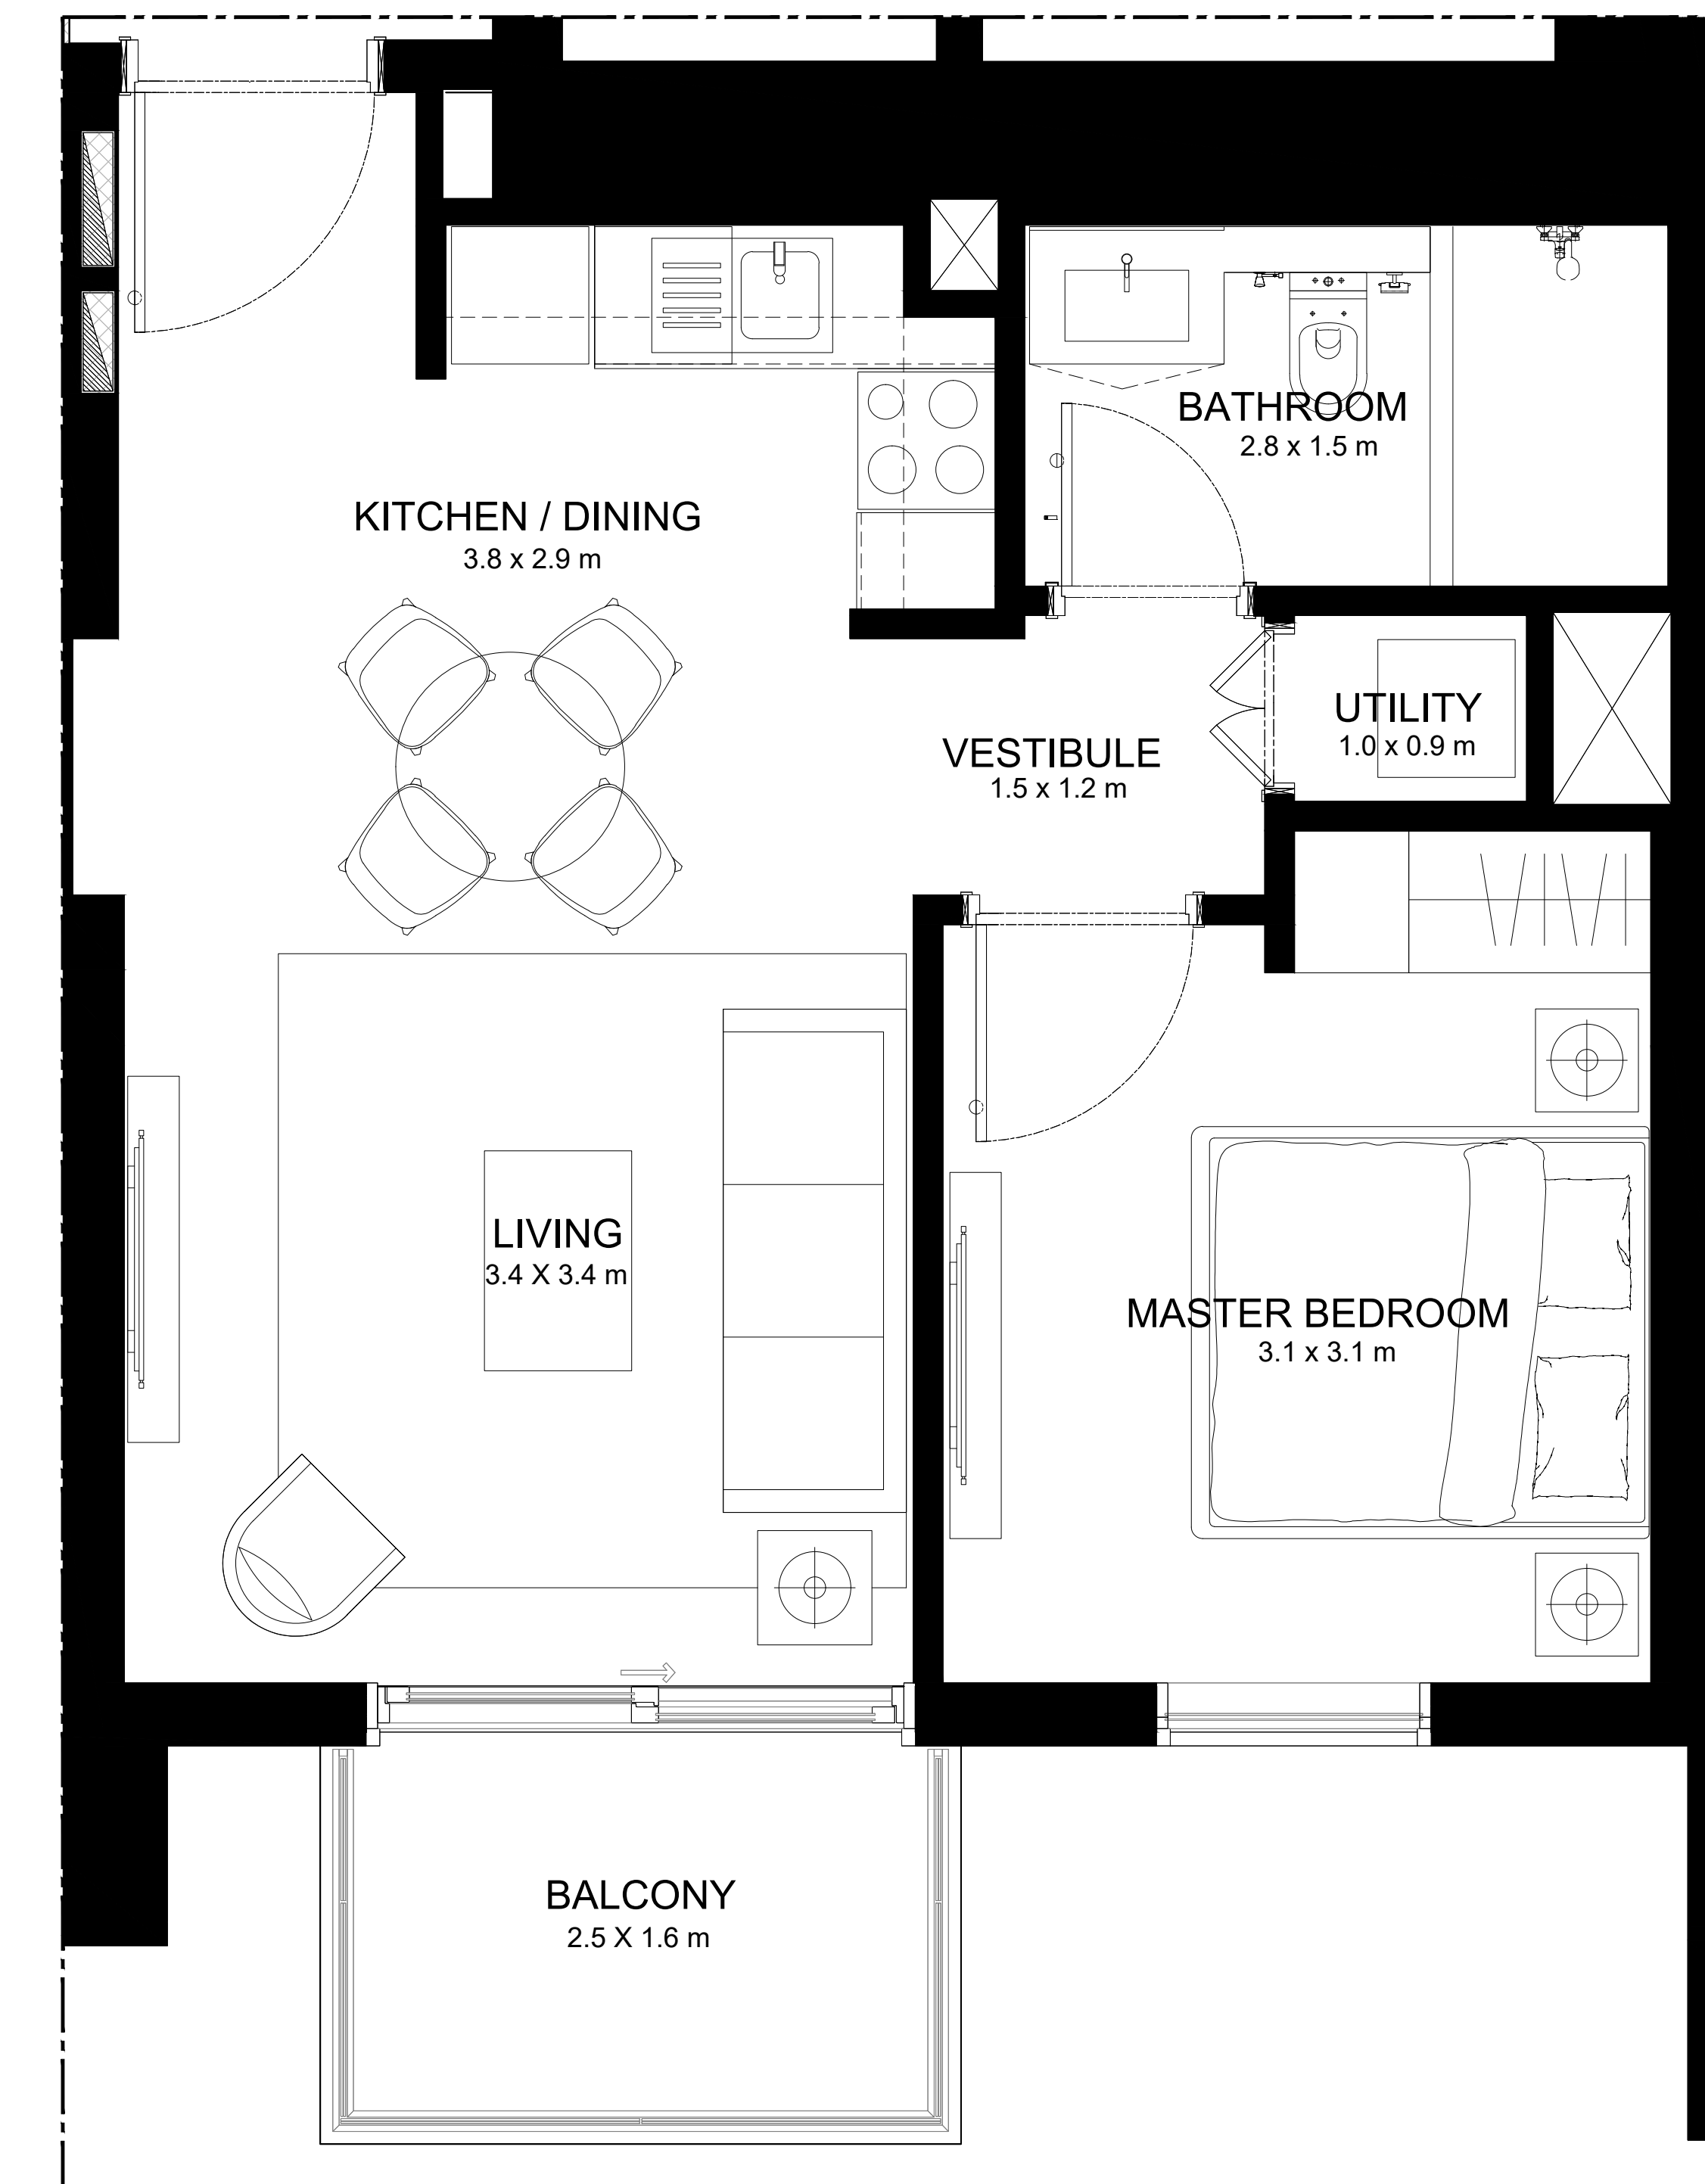 BATHROOM
2.8 x 1.5 m
KITCHEN / DINING
3.8 x 2.9 m
UTILITY
1.0 x 0.9 m
VESTIBULE
1.5 x 1.2 m
LIVING
3.4 X 3.4 m
MASTER BEDROOM
3.1 x 3.1 m
BALCONY
2.5 X 1.6 m